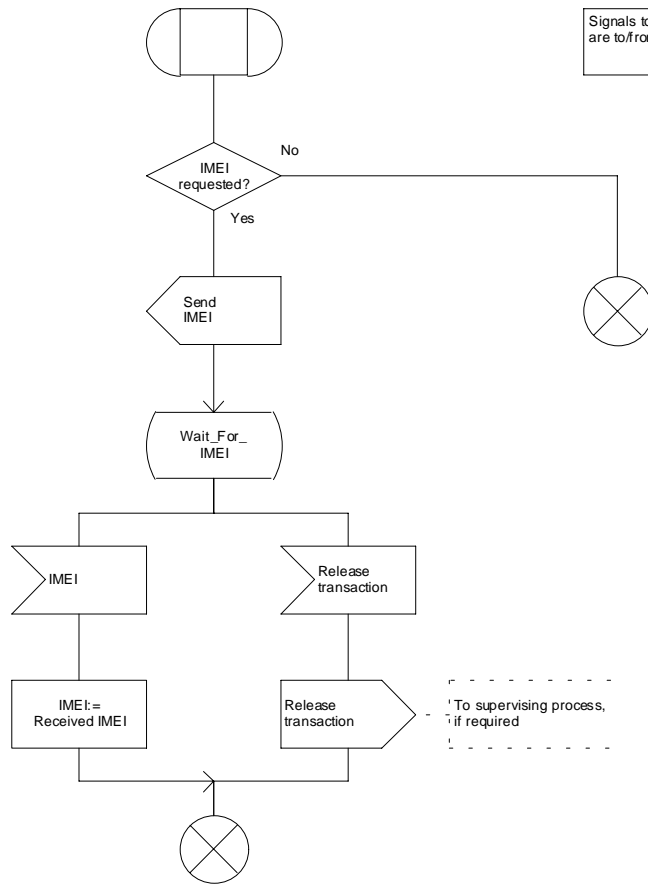 Signals to
are to/from
IMEI
requested?
No
Yes
Send
IMEI
Wait_For_
IMEI
IMEI
Release
transaction
IMEI:=
Received IMEI
Release
transaction
To supervising process,
if required